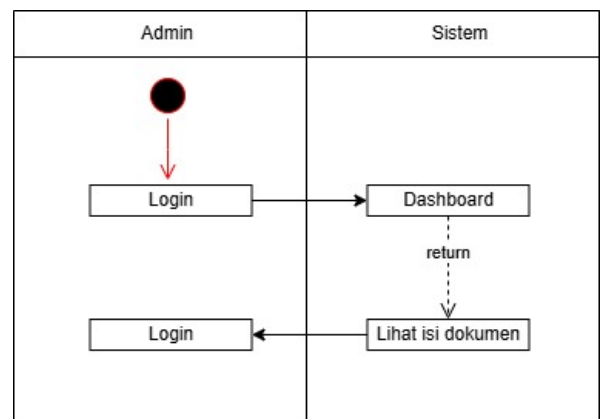 Admin
Sistem
Login
Dashboard
return
Login
Lihat isi dokumen